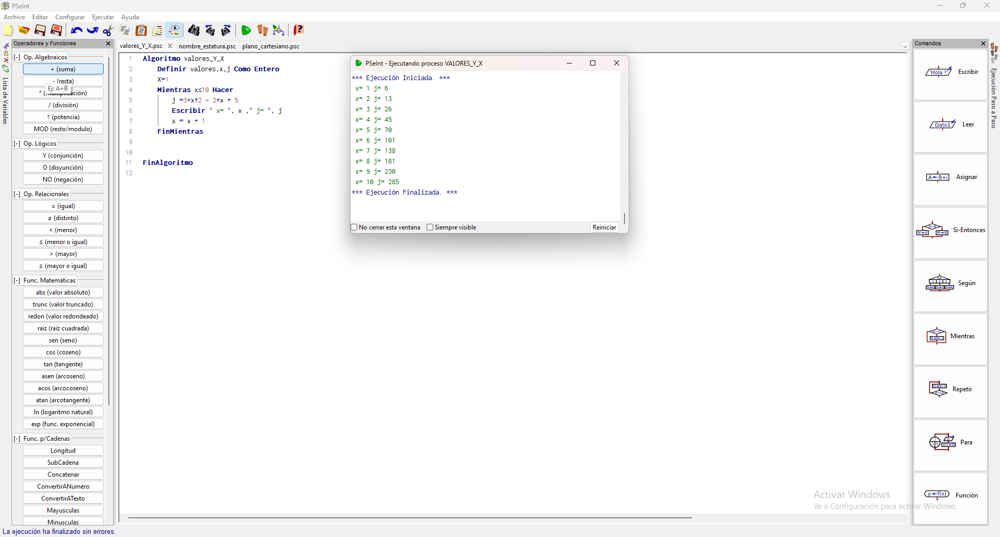 PSeInt
Archivo Editar Configurar Ejecutar Ayuda
Operadores y Funciones
[-] Op. Algebraicos
+ (suma)
- (resta)
Ej: A+B
/ (división)
↑ (potencia)
MOD (resto/modulo)
[-] Op. Lógicos
Y (conjunción)
O (disyunción)
NO (negación)
[-] Op. Relacionales
= (igual)
≠ (distinto)
< (menor)
≤ (menor o igual)
> (mayor)
≥ (mayor o igual)
[-] Func. Matemáticas
abs (valor absoluto)
trunc (valor truncado)
redon (valor redondeado)
raiz (raíz cuadrada)
sen (seno)
cos (coseno)
tan (tangente)
asen (arcoseno)
acos (arcocoseno)
atan (arcotangente)
ln (logaritmo natural)
exp (func. exponencial)
[-] Func. p/Cadenas
Longitud
SubCadena
Concatenar
ConvertirANumero
ConvertirATexto
Mayusculas
Minusculas
Lista de Variables
valores_Y_X.psc nombre_estatura.psc plano_cartesiano.psc
1 Algoritmo valores_Y_X
2 Definir valores,x,j Como Entero
3 X=1
4 Mientras x≤10 Hacer
5 j =3*x↑2 - 2*x + 5
6 Escribir " x= ", x ," j= ", j
7 x = x + 1
8 FinMientras
9
10
11 FinAlgoritmo
12
PSeInt - Ejecutando proceso VALORES_Y_X
*** Ejecución Iniciada. ***
x= 1 j= 6
x= 2 j= 13
x= 3 j= 26
x= 4 j= 45
x= 5 j= 70
x= 6 j= 101
x= 7 j= 138
x= 8 j= 181
x= 9 j= 230
x= 10 j= 285
*** Ejecución Finalizada. ***
No cerrar esta ventana Siempre visible Reiniciar
Comandos
'Hola !' Escribir
Dato1 Leer
A←B+i Asignar
Si-Entonces
Según
Mientras
Repetir
Para
y←f(x) Función
Ejecución Paso a Paso
Activar Windows
Ve a Configuración para activar Windows.
La ejecución ha finalizado sin errores.